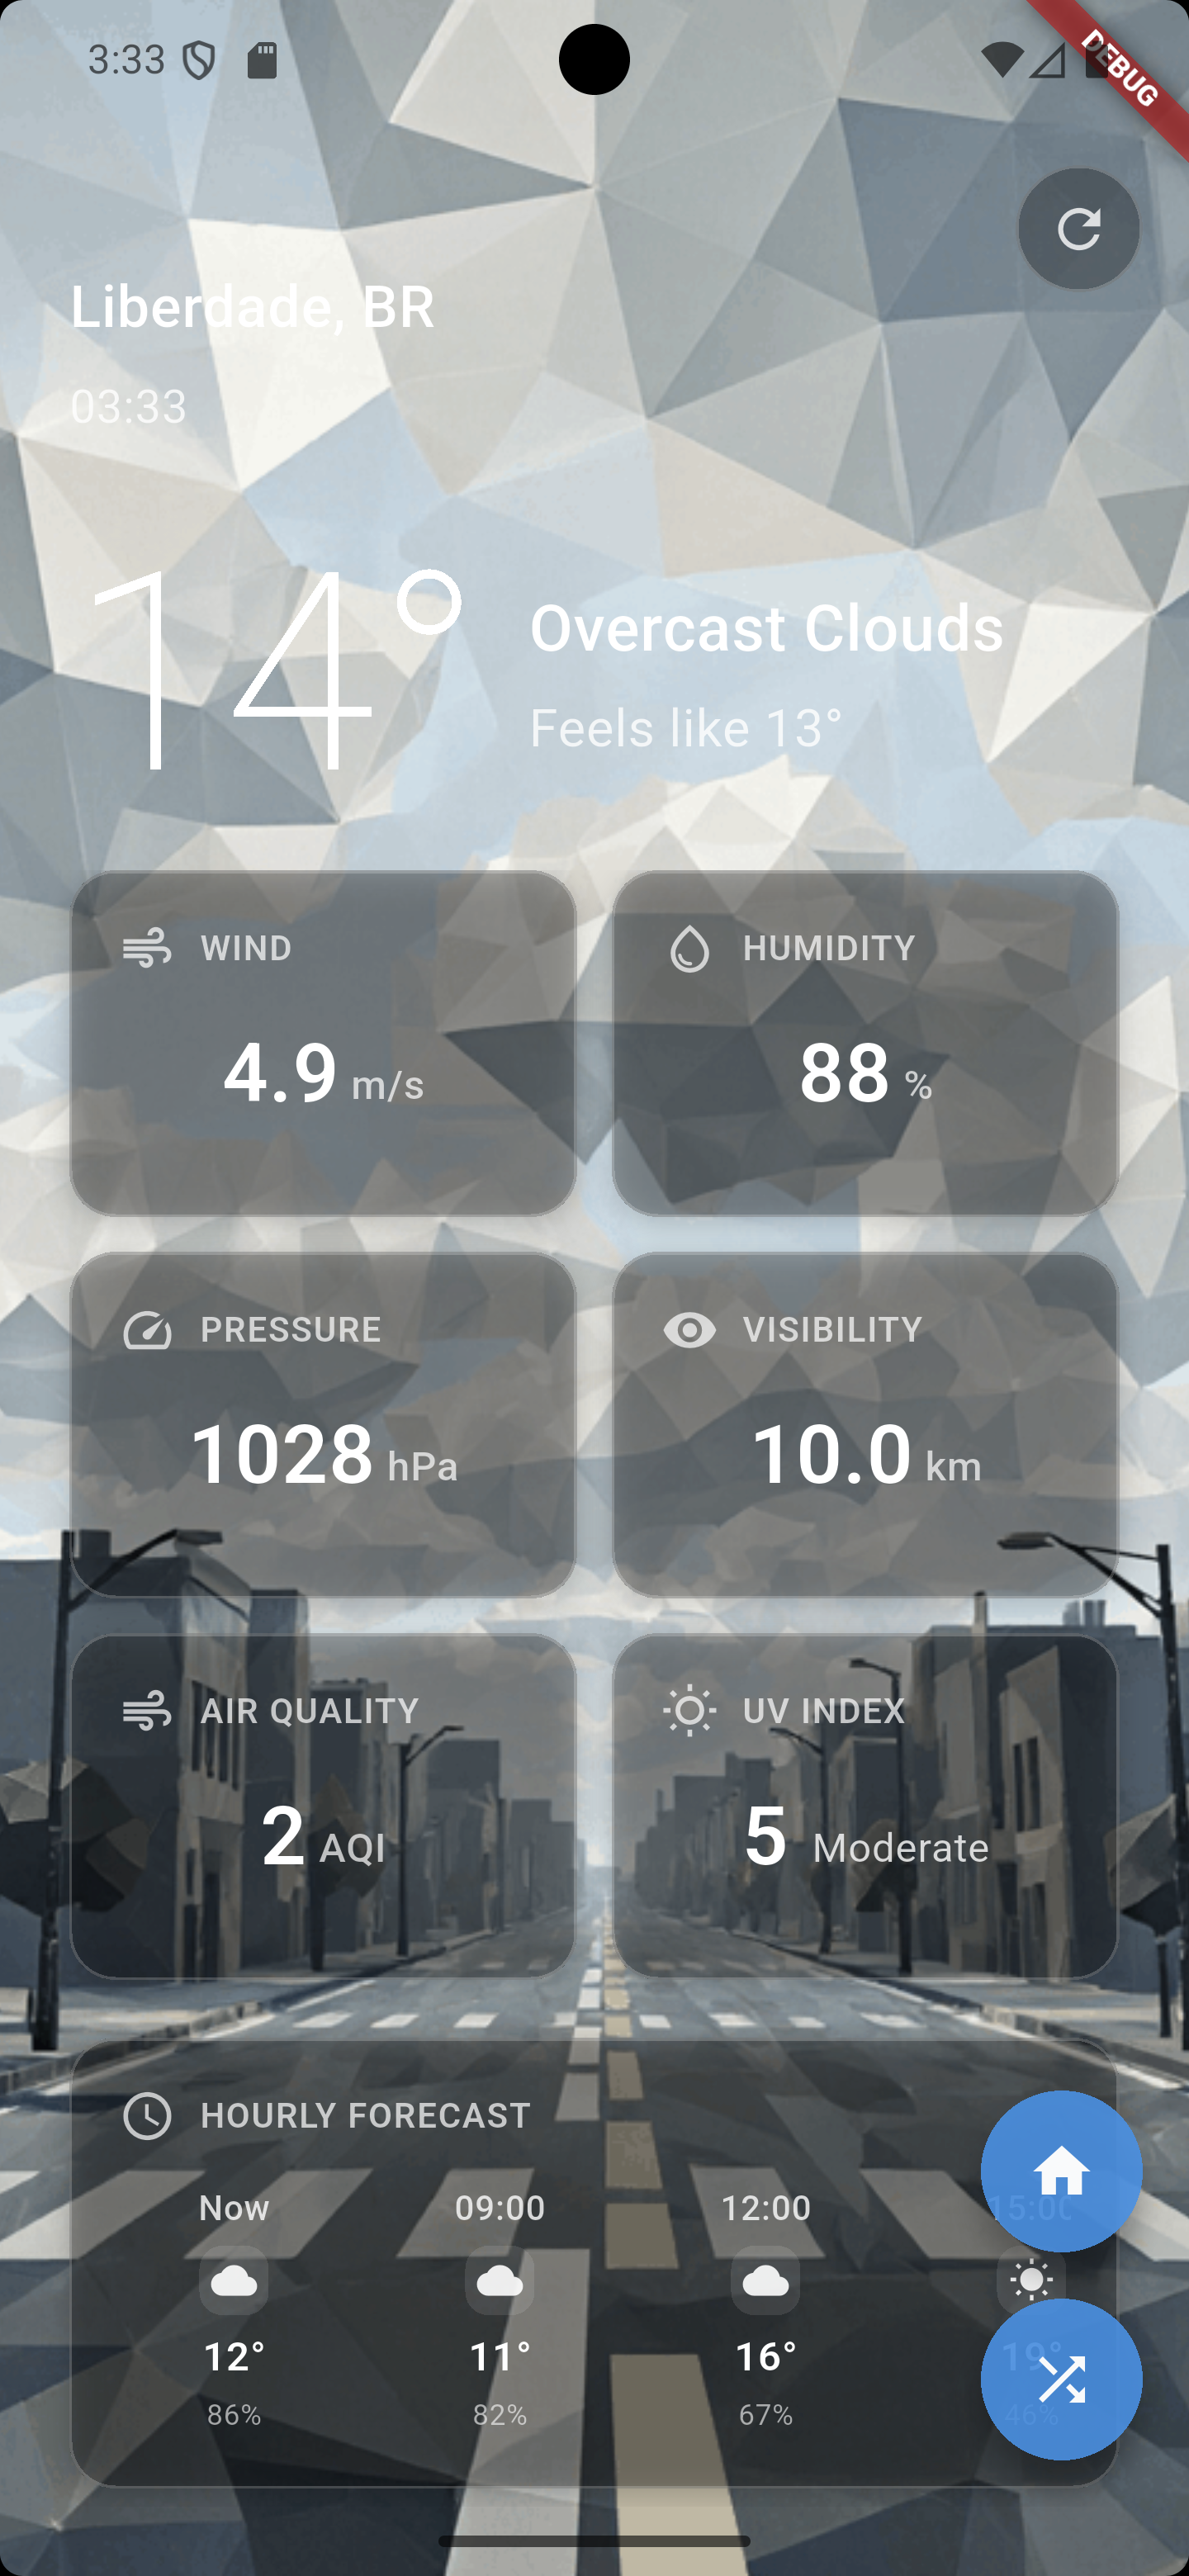 3:33
DEBUG
Liberdade, BR
03:33
14°
Overcast Clouds
Feels like 13°
WIND
4.9 m/s
HUMIDITY
88 %
PRESSURE
1028 hPa
VISIBILITY
10.0 km
AIR QUALITY
2 AQI
UV INDEX
5 Moderate
HOURLY FORECAST
Now 09:00 12:00 15:00
12° 11° 16° 19°
86% 82% 67% 46%